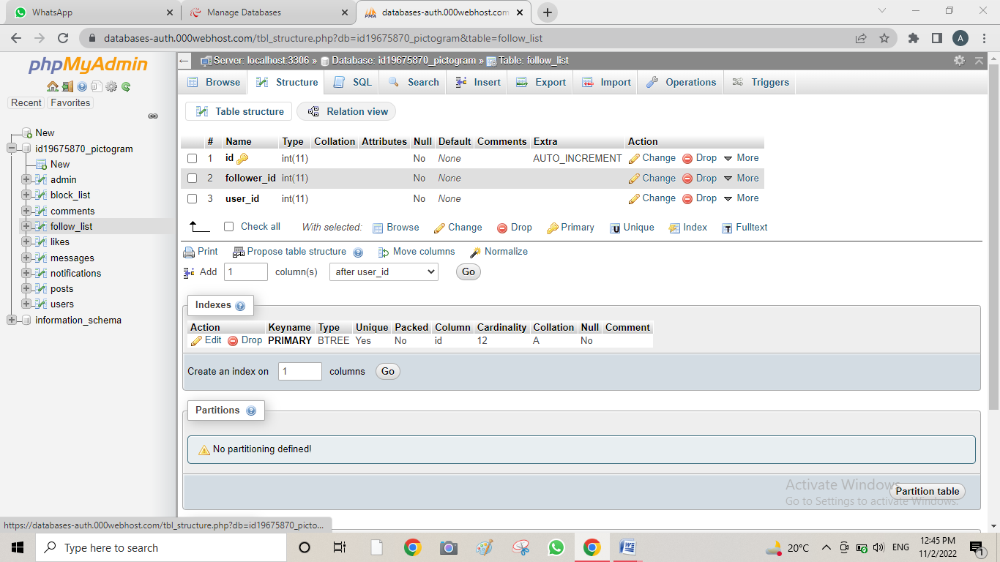 WhatsApp
Manage Databases
databases-auth.000webhost.com
databases-auth.000webhost.com/tbl_structure.php?db=id19675870_pictogram&table=follow_list
A
phpMyAdmin
Recent Favorites
New
id19675870_pictogram
New
admin
block_list
comments
follow_list
likes
messages
notifications
posts
users
information_schema
Server: localhost:3306 » Database: id19675870_pictogram » Table: follow_list
Browse Structure SQL Search Insert Export Import Operations Triggers
Table structure Relation view
# Name Type Collation Attributes Null Default Comments Extra Action
1 id int(11) No None AUTO_INCREMENT Change Drop More
2 follower_id int(11) No None Change Drop More
3 user_id int(11) No None Change Drop More
Check all With selected: Browse Change Drop Primary Unique Index Fulltext
Print Propose table structure Move columns Normalize
Add 1 column(s) after user_id Go
Indexes
Action Keyname Type Unique Packed Column Cardinality Collation Null Comment
Edit Drop PRIMARY BTREE Yes No id 12 A No
Create an index on 1 columns Go
Partitions
No partitioning defined!
Partition table
Activate Windows
Go to Settings to activate Windows.
https://databases-auth.000webhost.com/tbl_structure.php?db=id19675870_picto...
Type here to search
20°C ENG 12:45 PM
11/2/2022
1